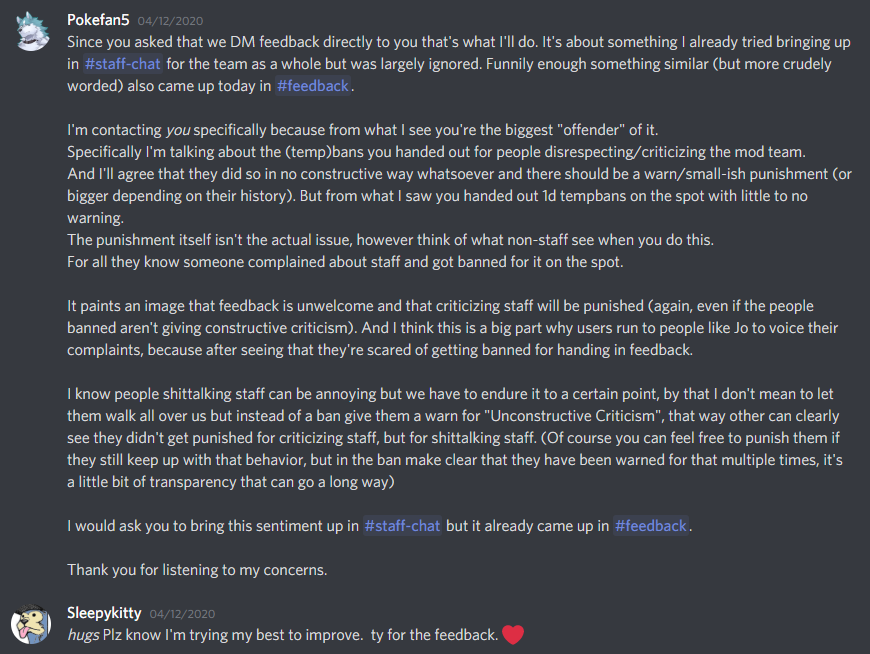 Pokefan5 04/12/2020
Since you asked that we DM feedback directly to you that's what I'll do. It's about something I already tried bringing up
in #staff-chat for the team as a whole but was largely ignored. Funnily enough something similar (but more crudely
worded) also came up today in #feedback.
I'm contacting you specifically because from what I see you're the biggest "offender" of it.
Specifically I'm talking about the (temp)bans you handed out for people disrespecting/criticizing the mod team.
And I'll agree that they did so in no constructive way whatsoever and there should be a warn/small-ish punishment (or
bigger depending on their history). But from what I saw you handed out 1d tempbans on the spot with little to no
warning.
The punishment itself isn't the actual issue, however think of what non-staff see when you do this.
For all they know someone complained about staff and got banned for it on the spot.
It paints an image that feedback is unwelcome and that criticizing staff will be punished (again, even if the people
banned aren't giving constructive criticism). And I think this is a big part why users run to people like Jo to voice their
complaints, because after seeing that they're scared of getting banned for handing in feedback.
I know people shittalking staff can be annoying but we have to endure it to a certain point, by that I don't mean to let
them walk all over us but instead of a ban give them a warn for "Unconstructive Criticism", that way other can clearly
see they didn't get punished for criticizing staff, but for shittalking staff. (Of course you can feel free to punish them if
they still keep up with that behavior, but in the ban make clear that they have been warned for that multiple times, it's
a little bit of transparency that can go a long way)
I would ask you to bring this sentiment up in #staff-chat but it already came up in #feedback.
Thank you for listening to my concerns.
Sleepykitty 04/12/2020
hugs Plz know I'm trying my best to improve. ty for the feedback. ❤